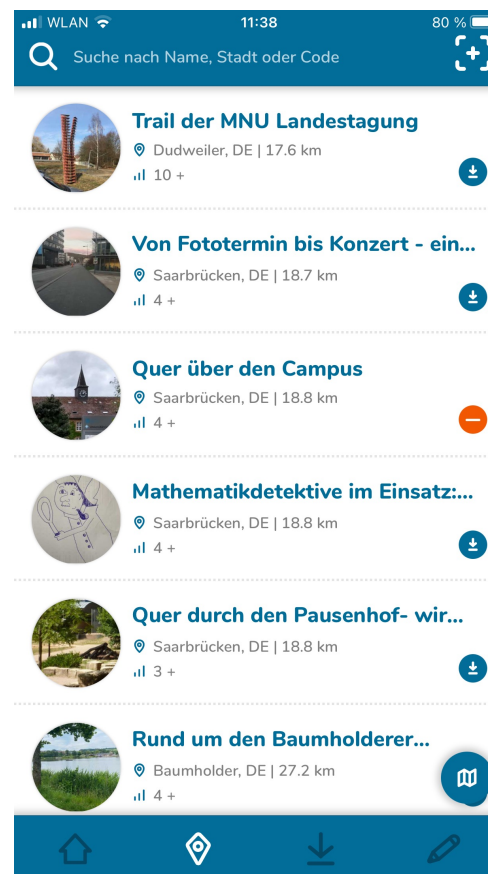 WLAN 11:38 80 %
Suche nach Name, Stadt oder Code
Trail der MNU Landestagung
Dudweiler, DE | 17.6 km
10 +
Von Fototermin bis Konzert - ein...
Saarbrücken, DE | 18.7 km
4 +
Quer über den Campus
Saarbrücken, DE | 18.8 km
4 +
Mathematikdetektive im Einsatz:...
Saarbrücken, DE | 18.8 km
4 +
Quer durch den Pausenhof- wir...
Saarbrücken, DE | 18.8 km
3 +
Rund um den Baumholderer...
Baumholder, DE | 27.2 km
4 +